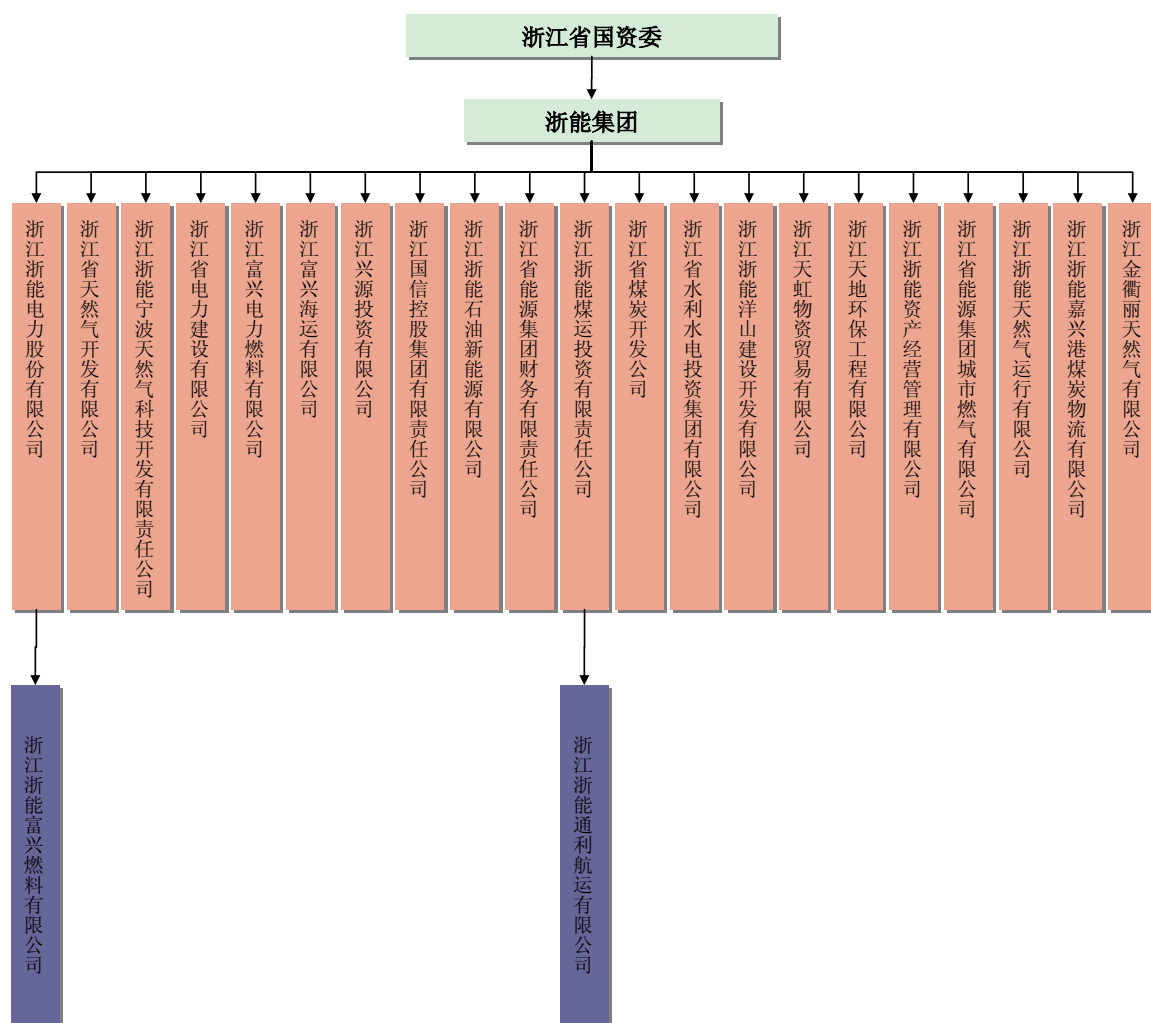 浙江省国资委
浙能集团
浙江浙能电力股份有限公司
浙江省天然气开发有限公司
浙江浙能宁波天然气科技开发有限责任公司
浙江省电力建设有限公司
浙江富兴电力燃料有限公司
浙江富兴海运有限公司
浙江兴源投资有限公司
浙江国信控股集团有限责任公司
浙江浙能石油新能源有限公司
浙江省能源集团财务有限责任公司
浙江浙能煤运投资有限责任公司
浙江省煤炭开发公司
浙江省水利水电投资集团有限公司
浙江浙能洋山建设开发有限公司
浙江天虹物资贸易有限公司
浙江天地环保工程有限公司
浙江浙能资产经营管理有限公司
浙江省能源集团城市燃气有限公司
浙江浙能天然气运行有限公司
浙江浙能嘉兴港煤炭物流有限公司
浙江金衢丽天然气有限公司
浙江浙能富兴燃料有限公司
浙江浙能通利航运有限公司